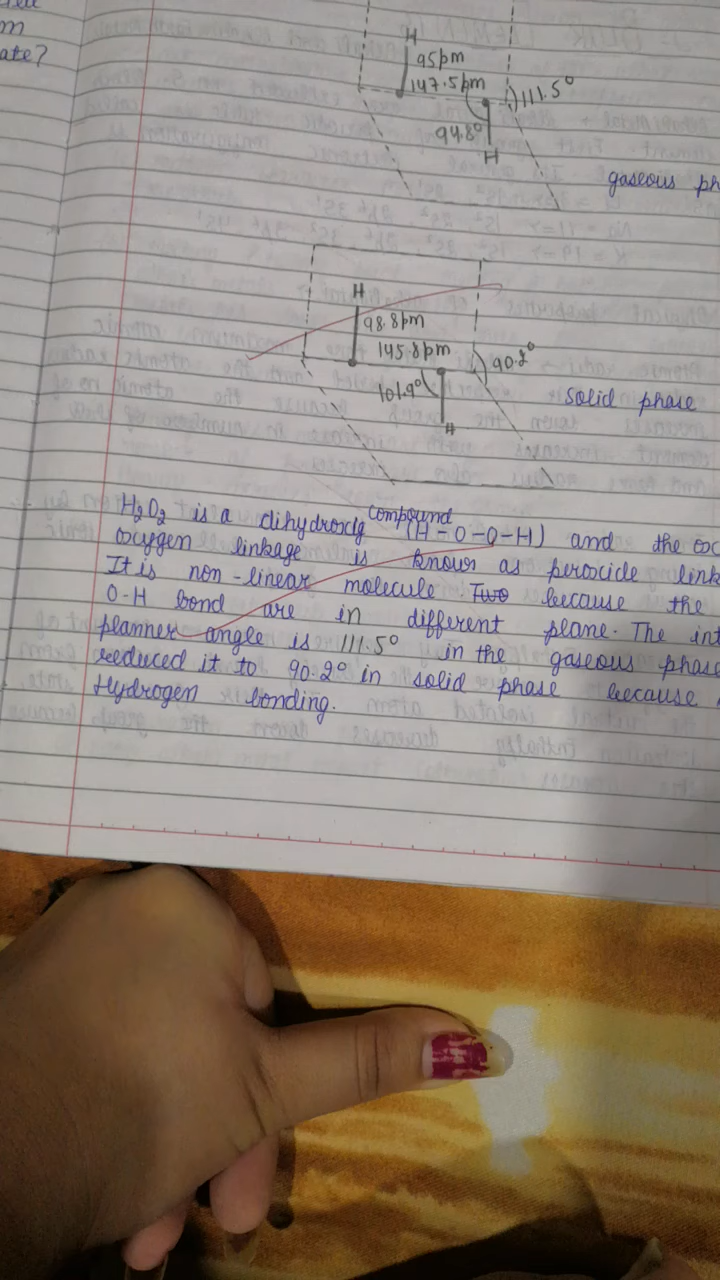 m
ate?
H
95pm
147.5pm
111.5°
94.8°
H
gaseous ph
H
98.8pm
145.8pm
90.2°
101.9°
solid phase
H
H2O2 is a dihydroxdg compound (H-O-O-H) and the
oxygen linkage is known as peroxide link
It is non-linear molecule Two because the
O-H bond are in different plane. The int
planner angle is 111.5° in the gaseous phase
reduced it to 90.2° in solid phase because
Hydrogen bonding.